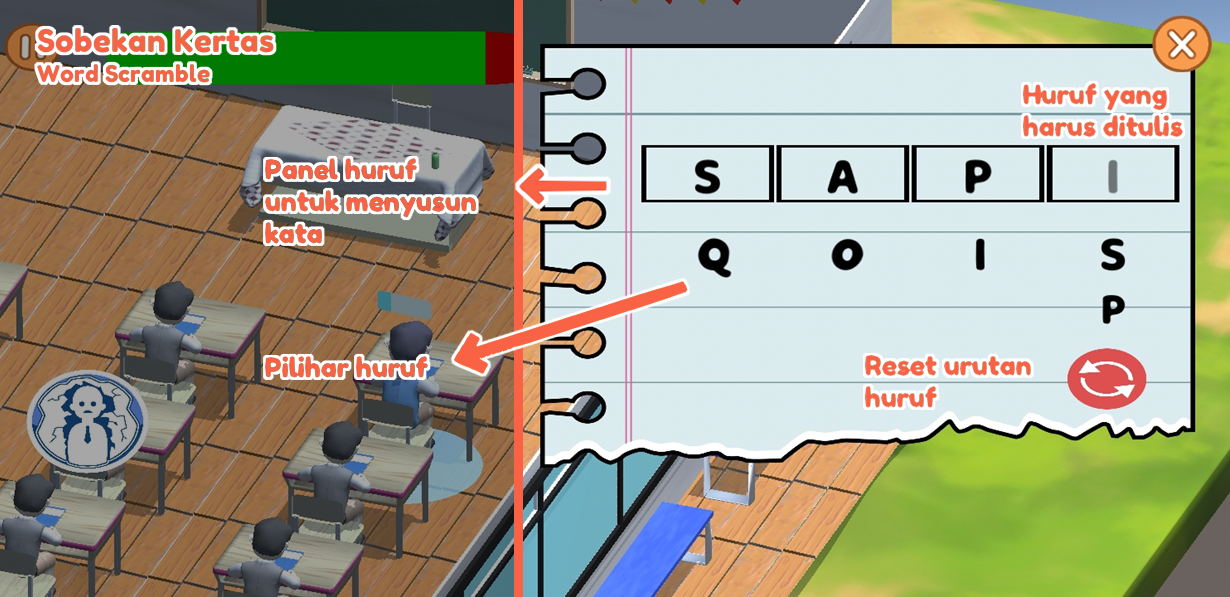 Sobekan Kertas
Word Scramble
Panel huruf
untuk menyusun
kata
Pilihar huruf
Huruf yang
harus ditulis
S A P I
Q O I S
P
Reset urutan
huruf